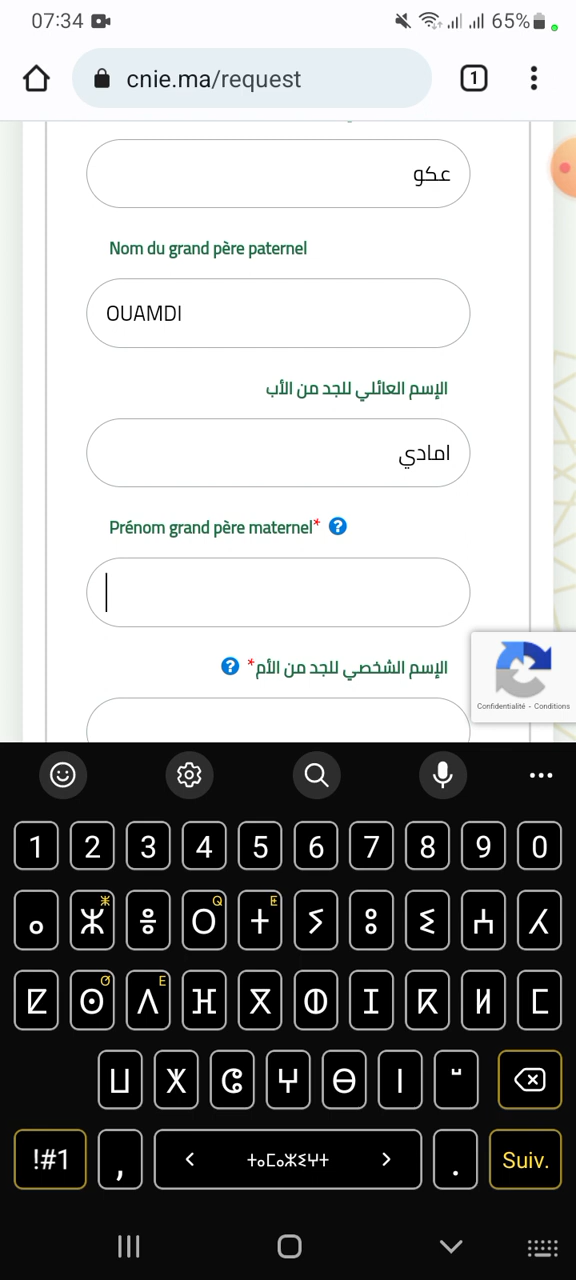 07:34
65%
cnie.ma/request
1
عكو
Nom du grand père paternel
OUAMDI
الإسم العائلي للجد من الأب
امادي
Prénom grand père maternel* ?
الإسم الشخصي للجد من الأم* ?
Confidentialité - Conditions
1 2 3 4 5 6 7 8 9 0
ⴰ ⵣ ⵥ ⴻ ⵔ ⵕ ⵜ ⵟ ⵢ ⵓ ⵉ ⵄ ⵃ
ⵇ ⵙ ⵚ ⴷ ⴹ ⴼ ⴳ ⵀ ⵊ ⴽ ⵍ ⵎ
ⵡ ⵅ ⵛ ⵖ ⴱ ⵏ ⵯ
!#1 , < ⵜⴰⵎⴰⵣⵉⵖⵜ > . Suiv.